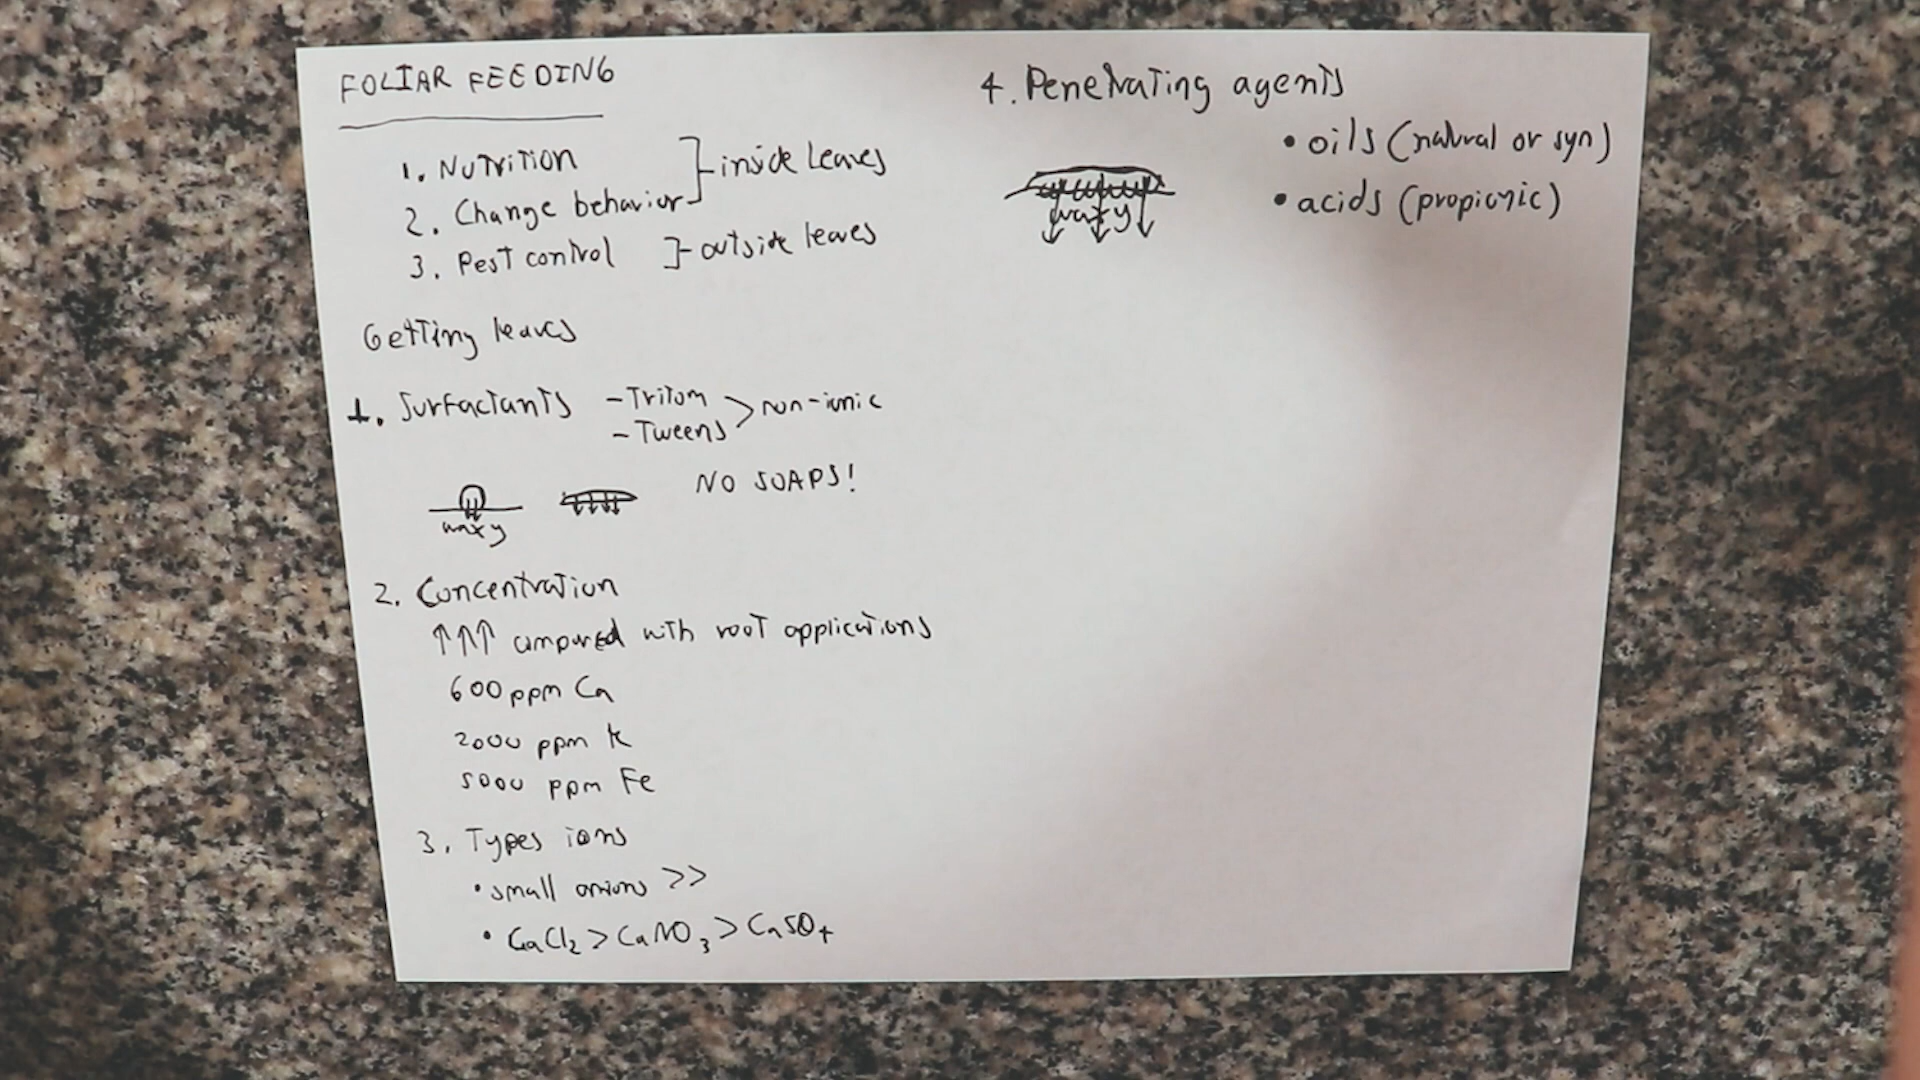 FOLIAR FEEDING
1. Nutrition
2. Change behavior
inside leaves
3. Pest control
outside leaves
Getting leaves
1. Surfactants
- Triton
- Tweens
non-ionic
NO SOAPS!
waxy
2. Concentration
↑↑↑ compared with root applications
600 ppm Ca
2000 ppm K
5000 ppm Fe
3. Types ions
• small anions >>
• CaCl2 > CaNO3 > CaSO4
4. Penetrating agents
• oils (natural or syn)
• acids (propionic)
waxy